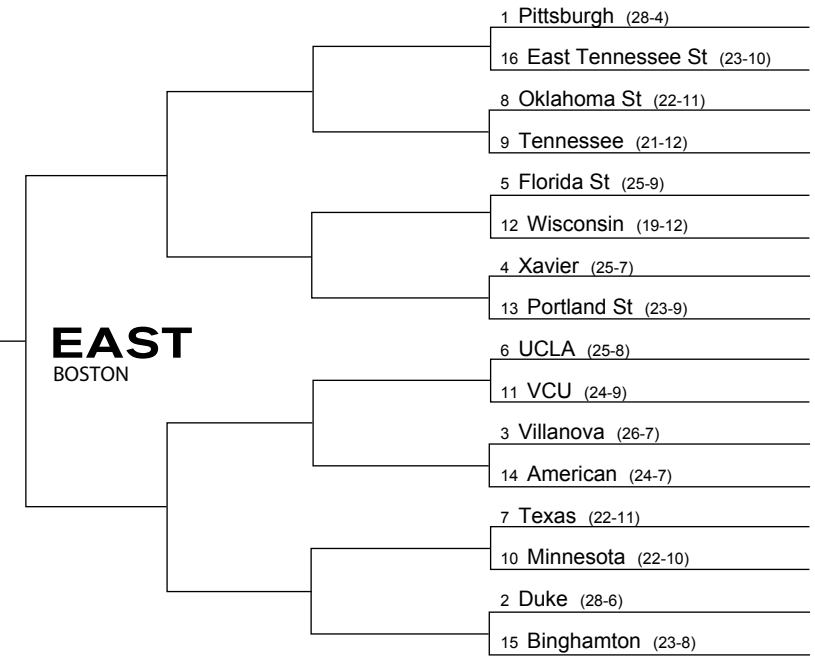 1 Pittsburgh (28-4)
16 East Tennessee St (23-10)
8 Oklahoma St (22-11)
9 Tennessee (21-12)
5 Florida St (25-9)
12 Wisconsin (19-12)
4 Xavier (25-7)
13 Portland St (23-9)
EAST
BOSTON
6 UCLA (25-8)
11 VCU (24-9)
3 Villanova (26-7)
14 American (24-7)
7 Texas (22-11)
10 Minnesota (22-10)
2 Duke (28-6)
15 Binghamton (23-8)